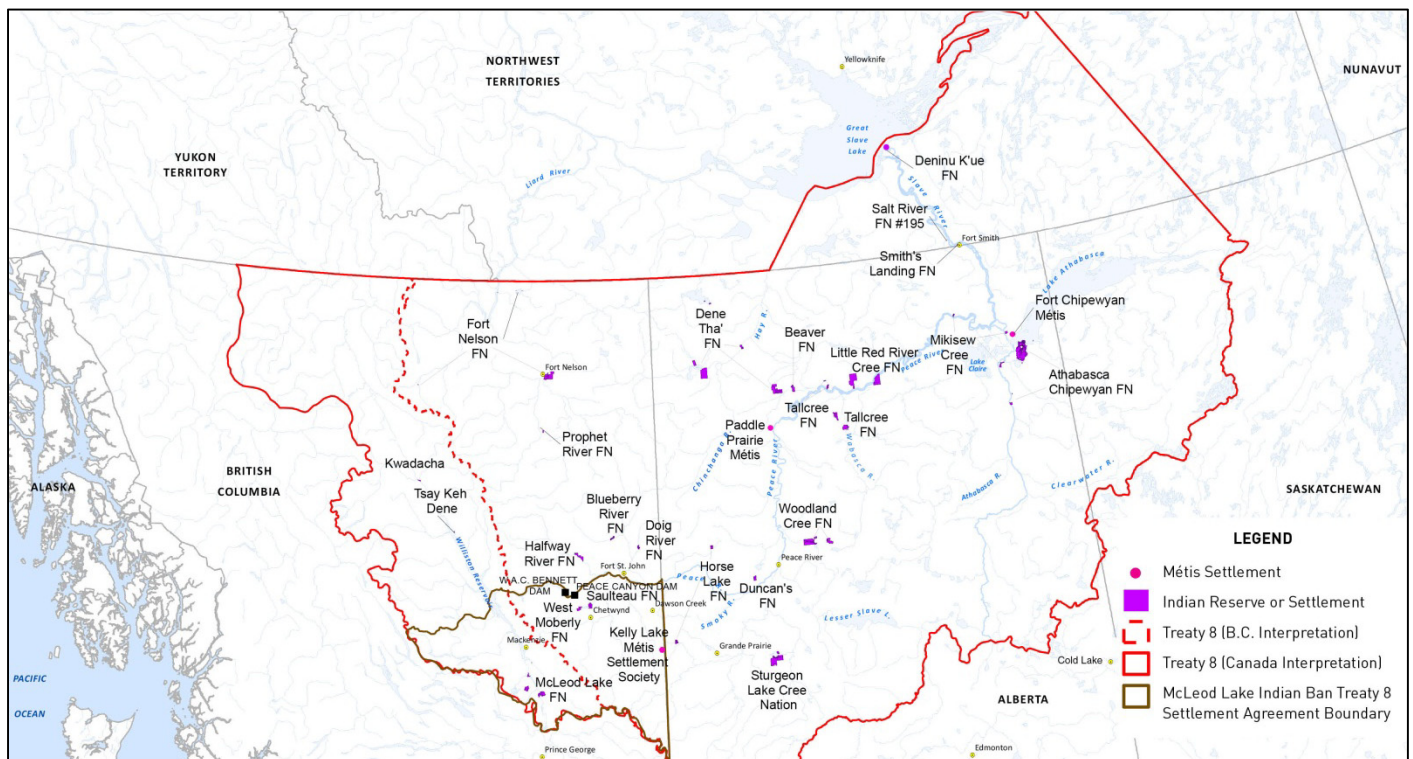 Yellowknife
NORTHWEST
TERRITORIES
NUNAVUT
Great
Slave
Lake
YUKON
TERRITORY
Deninu K'ue
FN
Liard River
Slave River
Salt River
FN #195
Fort Smith
Smith's
Landing FN
Lake Athabasca
Fort Chipewyan
Métis
Fort
Nelson
FN
Dene
Tha'
FN
Hay R.
Beaver
FN
Mikisew
Cree
FN
Little Red River
Cree FN
Peace River
Lake
Claire
Fort Nelson
Athabasca
Chipewyan FN
Tallcree
FN
Tallcree
FN
Paddle
Prairie
Métis
Prophet
River FN
Wabasca R.
Chinchanga R.
Peace River
Kwadacha
BRITISH
COLUMBIA
ALASKA
Athabasca R.
Clearwater R.
SASKATCHEWAN
Tsay Keh
Dene
Blueberry
River
FN
Doig
River
FN
Woodland
Cree FN
Williston Reservoir
Halfway
River FN
Fort St. John
Peace River
Horse
Lake
FN
Peace R.
Duncan's
FN
W.A.C. BENNETT
DAM
PEACE CANYON DAM
Saulteau FN
West
Moberly
FN
Chetwynd
Dawson Creek
Smoky R.
Lesser Slave L.
Mackenzie
Kelly Lake
Métis
Settlement
Society
Grande Prairie
Sturgeon
Lake Cree
Nation
Cold Lake
McLeod Lake
FN
ALBERTA
PACIFIC
OCEAN
Prince George
Edmonton
LEGEND
Métis Settlement
Indian Reserve or Settlement
Treaty 8 (B.C. Interpretation)
Treaty 8 (Canada Interpretation)
McLeod Lake Indian Ban Treaty 8
Settlement Agreement Boundary